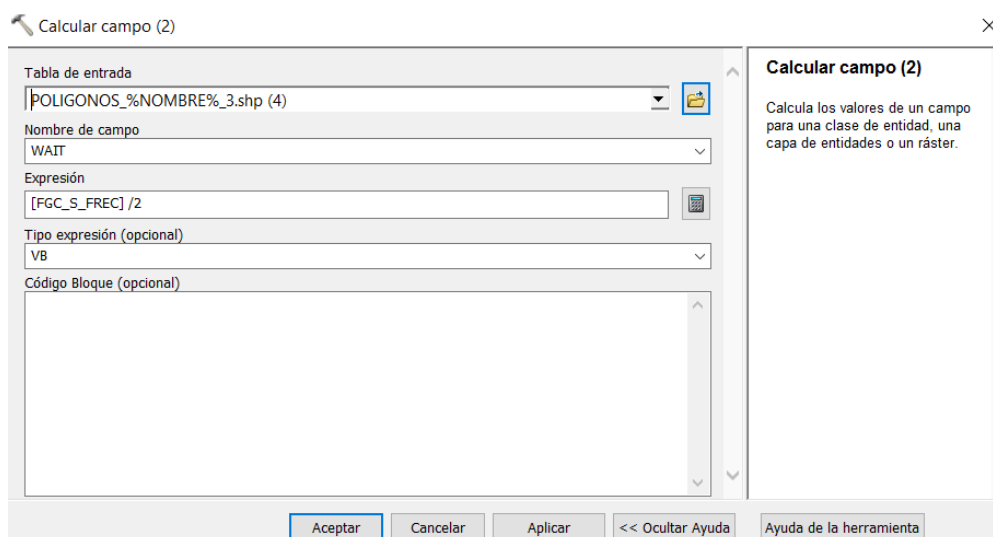 Calcular campo (2)
Tabla de entrada
POLIGONOS_%NOMBRE%_3.shp (4)
Nombre de campo
WAIT
Expresión
[FGC_S_FREC] /2
Tipo expresión (opcional)
VB
Código Bloque (opcional)
Calcular campo (2)
Calcula los valores de un campo
para una clase de entidad, una
capa de entidades o un ráster.
Aceptar
Cancelar
Aplicar
<< Ocultar Ayuda
Ayuda de la herramienta